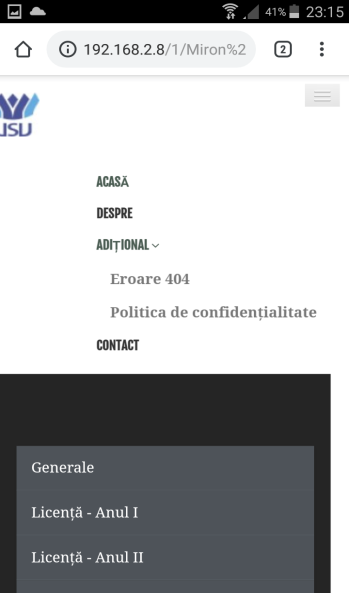 41% 23:15
192.168.2.8/1/Miron%2 2
USU
ACASĂ
DESPRE
ADIȚIONAL
Eroare 404
Politica de confidențialitate
CONTACT
Generale
Licență - Anul I
Licență - Anul II